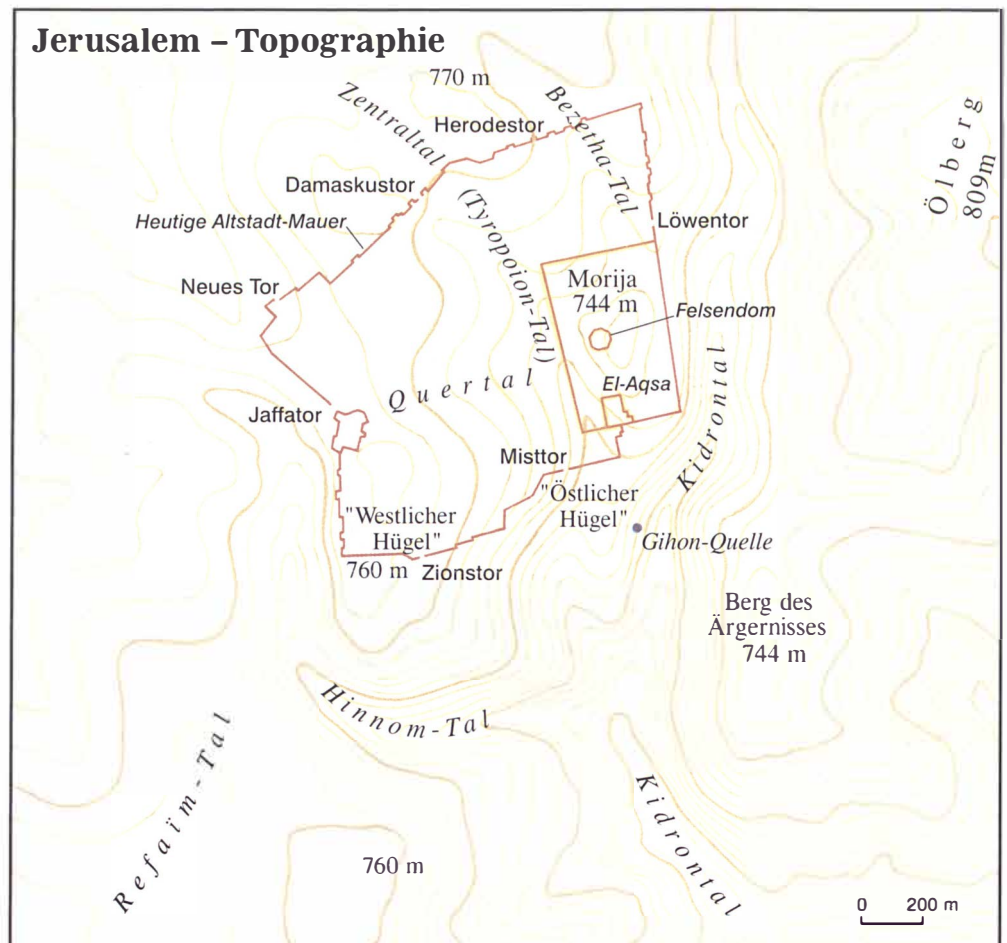 Jerusalem – Topographie
770 m
Zentraltal
Herodestor
Bezetha-Tal
Ölberg
809m
Damaskustor
(Tyropoion-Tal)
Heutige Altstadt-Mauer
Löwentor
Neues Tor
Morija
744 m
Felsendom
Quertal
El-Aqsa
Kidrontal
Jaffator
Misttor
"Westlicher
Hügel"
"Östlicher
Hügel"
Gihon-Quelle
760 m
Zionstor
Berg des
Ärgernisses
744 m
Hinnom-Tal
Refaïm-Tal
Kidrontal
760 m
0 200 m